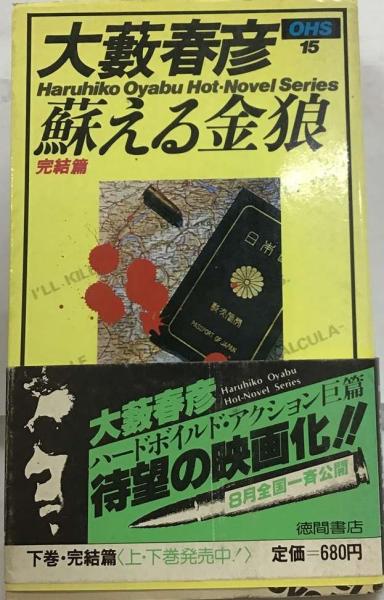 大藪春彦
OHS
15
Haruhiko Oyabu Hot-Novel Series
蘇える金狼
完結篇
日本国
PASSPORT OF JAPAN
I'LL・KILL
CALCULA-
大藪春彦
Haruhiko Oyabu
Hot-Novel Series
ハードボイルド・アクション巨篇
待望の映画化!!
8月全国一斉公開
徳間書店
下巻・完結篇〈上・下巻発売中!〉
定価=680円